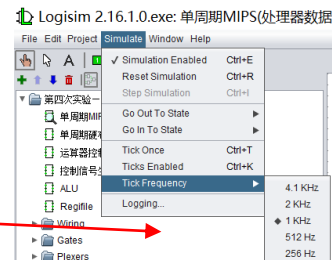 Logisim 2.16.1.0.exe: 单周期MIPS(处理器数据
File Edit Project Simulate Window Help
A
✓ Simulation Enabled Ctrl+E
Reset Simulation Ctrl+R
Step Simulation Ctrl+I
Go Out To State
Go In To State
Tick Once Ctrl+T
Ticks Enabled Ctrl+K
Tick Frequency
Logging...
4.1 KHz
2 KHz
1 KHz
512 Hz
256 Hz
第四次实验一
单周期MIF
单周期硬
运算器控
控制信号
ALU
Regifile
Wiring
Gates
Plexers